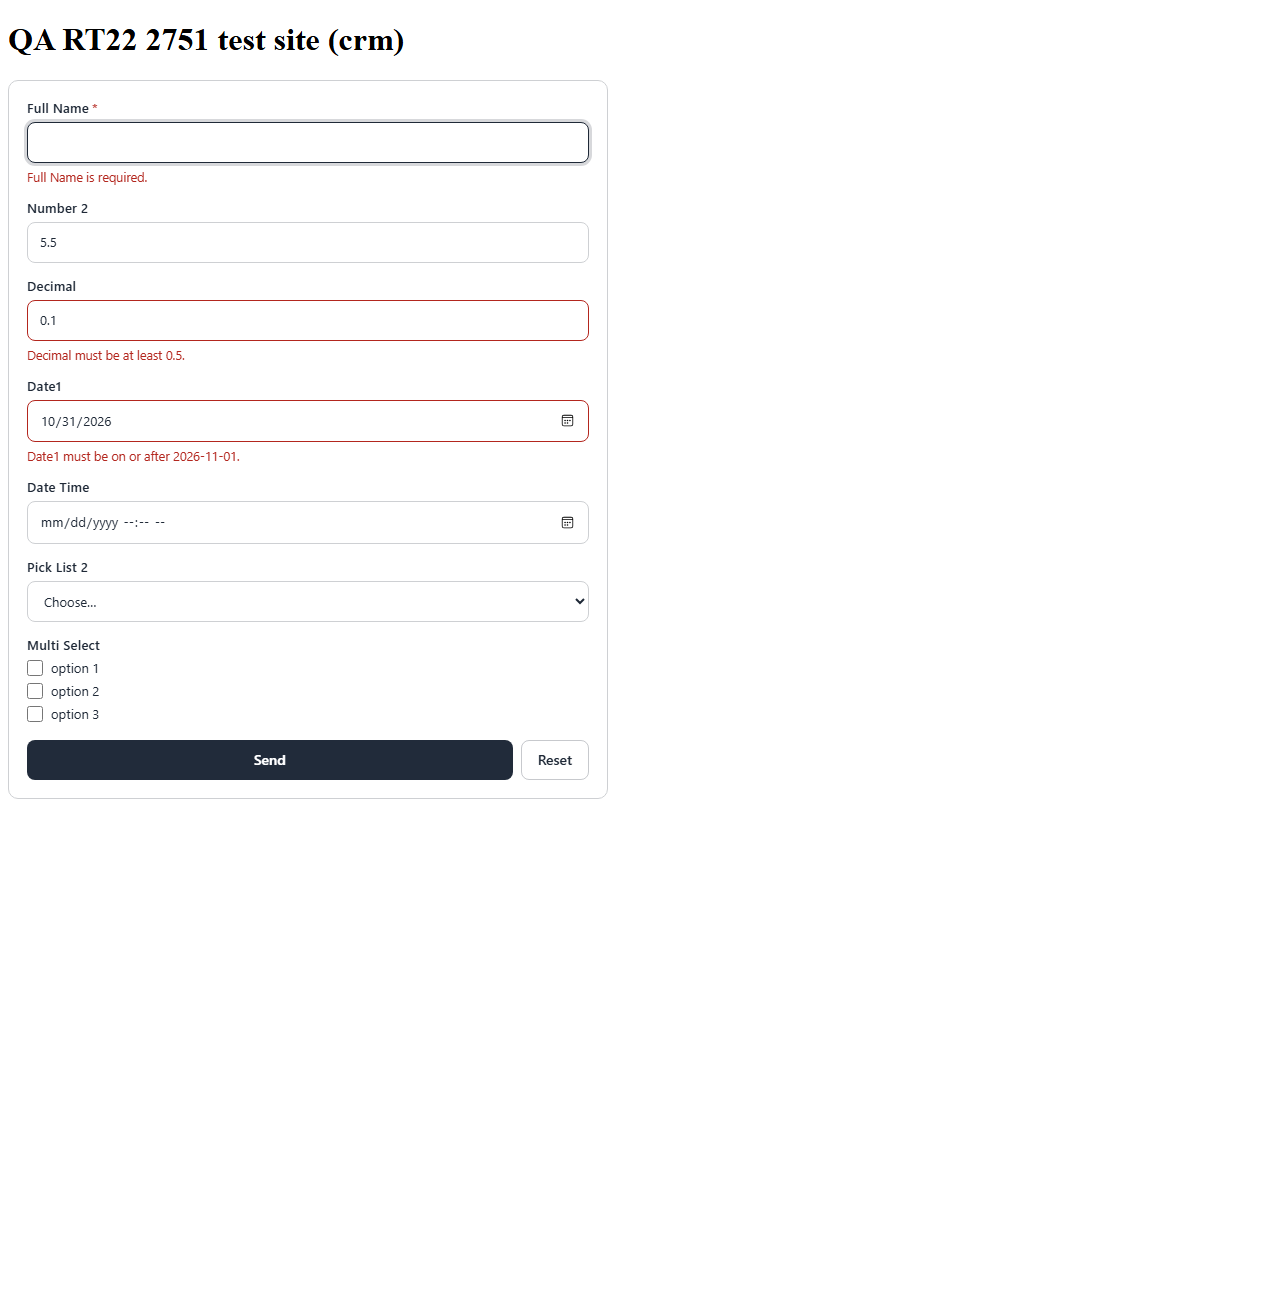 QA RT22 2751 test site (crm)
Full Name *
Full Name is required.
Number 2
5.5
Decimal
0.1
Decimal must be at least 0.5.
Date1
10/31/2026
Date1 must be on or after 2026-11-01.
Date Time
mm/dd/yyyy --:-- --
Pick List 2
Choose...
Multi Select
option 1
option 2
option 3
Send
Reset